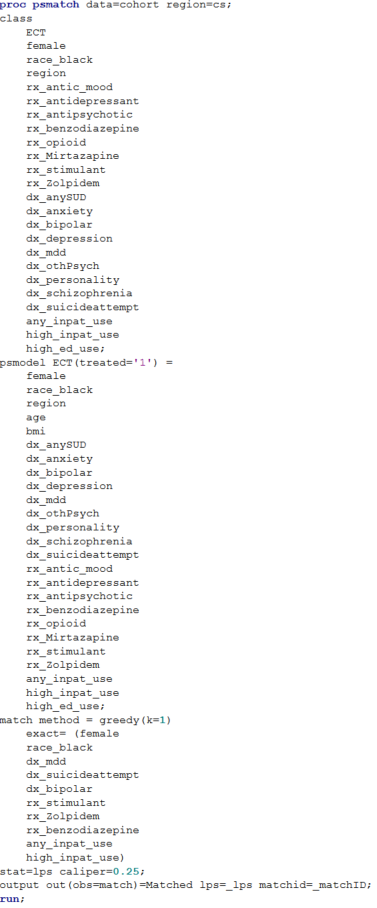 proc psmatch data=cohort region=cs;
class
ECT
female
race_black
region
rx_antic_mood
rx_antidepressant
rx_antipsychotic
rx_benzodiazepine
rx_opioid
rx_Mirtazapine
rx_stimulant
rx_Zolpidem
dx_anySUD
dx_anxiety
dx_bipolar
dx_depression
dx_mdd
dx_othPsych
dx_personality
dx_schizophrenia
dx_suicideattempt
any_inpat_use
high_inpat_use
high_ed_use;
psmodel ECT(treated='1') =
female
race_black
region
age
bmi
dx_anySUD
dx_anxiety
dx_bipolar
dx_depression
dx_mdd
dx_othPsych
dx_personality
dx_schizophrenia
dx_suicideattempt
rx_antic_mood
rx_antidepressant
rx_antipsychotic
rx_benzodiazepine
rx_opioid
rx_Mirtazapine
rx_stimulant
rx_Zolpidem
any_inpat_use
high_inpat_use
high_ed_use;
match method = greedy(k=1)
exact= (female
race_black
dx_mdd
dx_suicideattempt
dx_bipolar
rx_stimulant
rx_Zolpidem
rx_benzodiazepine
any_inpat_use
high_inpat_use)
stat=lps caliper=0.25;
output out(obs=match)=Matched lps=_lps matchid=_matchID;
run;